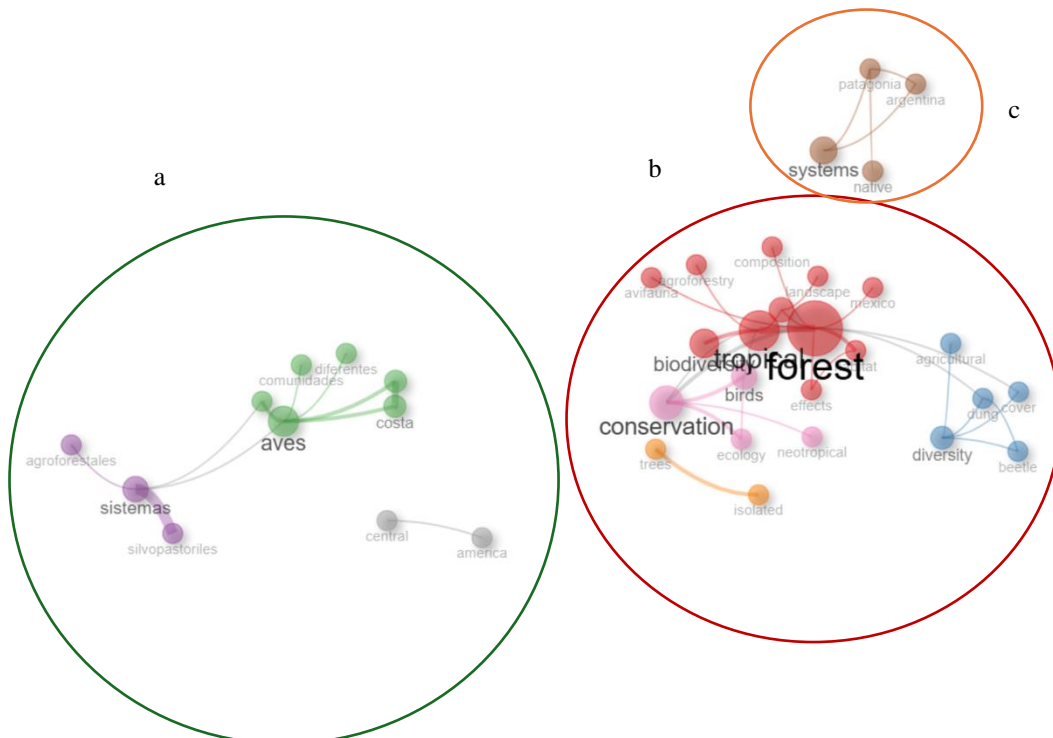 a
b
c
patagonia
argentina
systems
native
composition
agroforestry
landscape
avifauna
mexico
biodiversity
tropical
forest
agricultural
birds
effects
dung
cover
conservation
ecology
neotropical
diversity
beetle
trees
isolated
diferentes
comunidades
costa
aves
agroforestales
sistemas
silvopastoriles
central
america